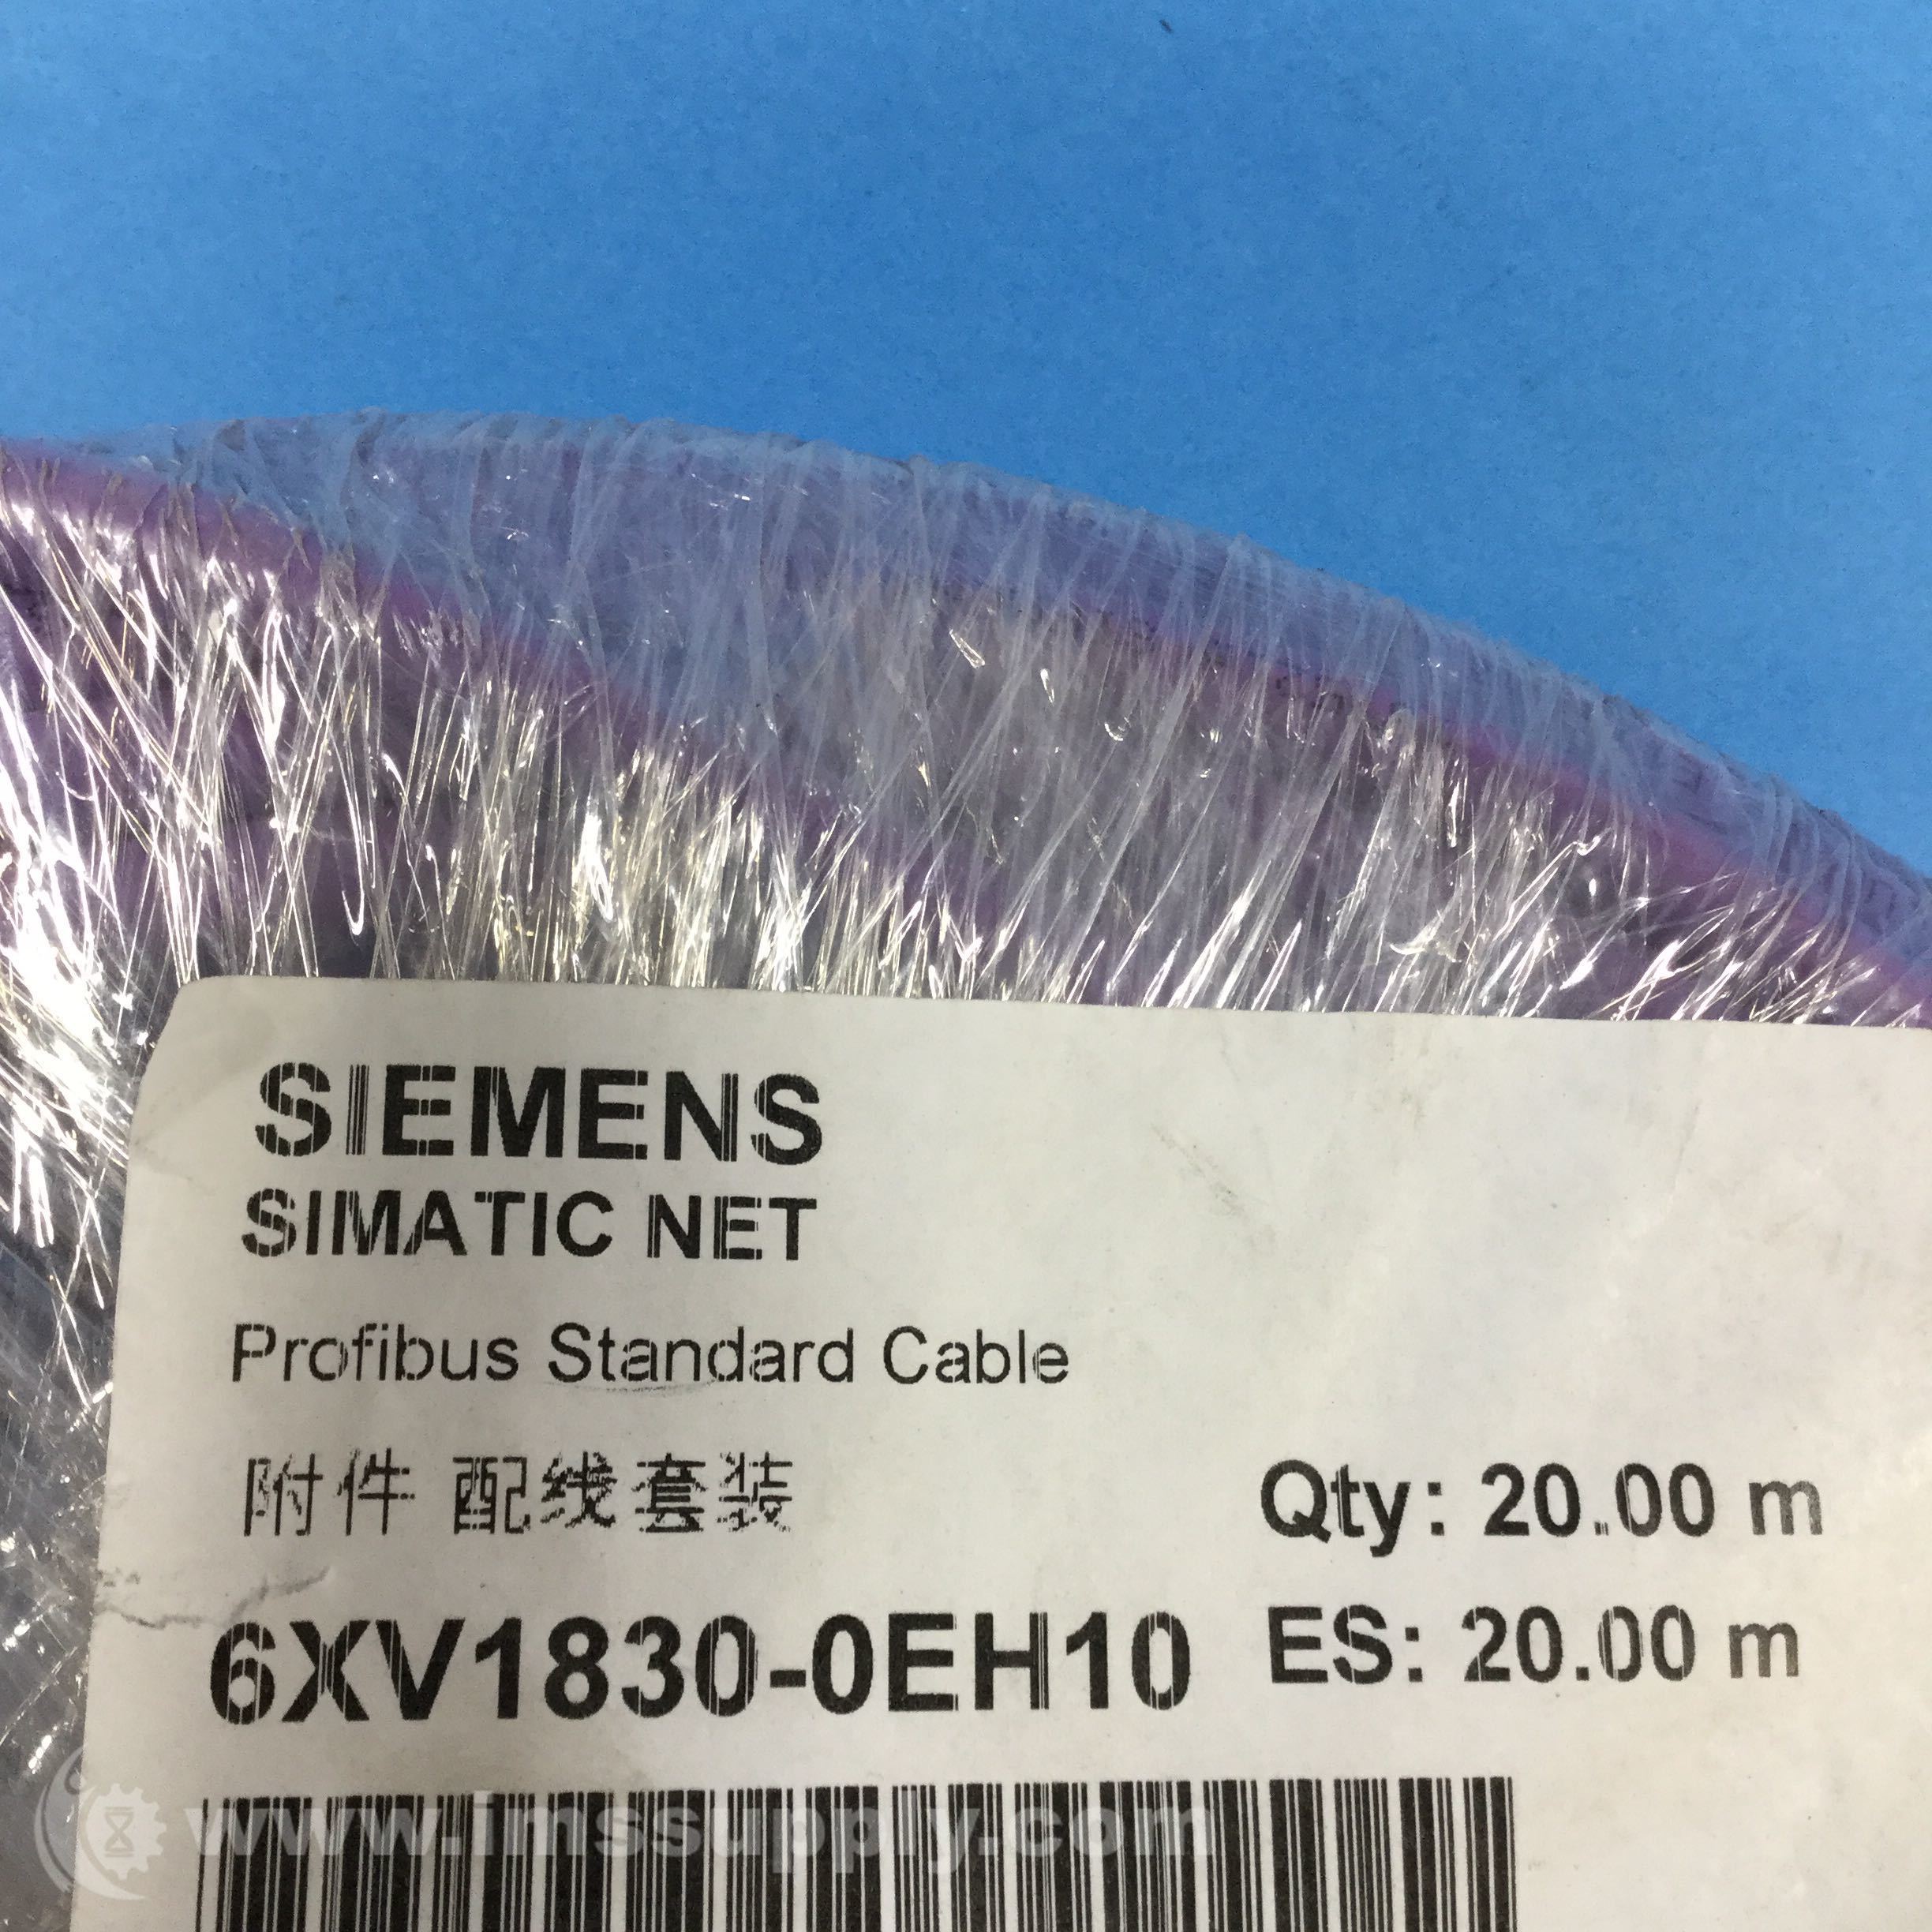 SIEMENS
SIMATIC NET
Profibus Standard Cable
附件 配线套装
Qty: 20.00 m
6XV1830-0EH10
ES: 20.00 m
www.imssupply.com